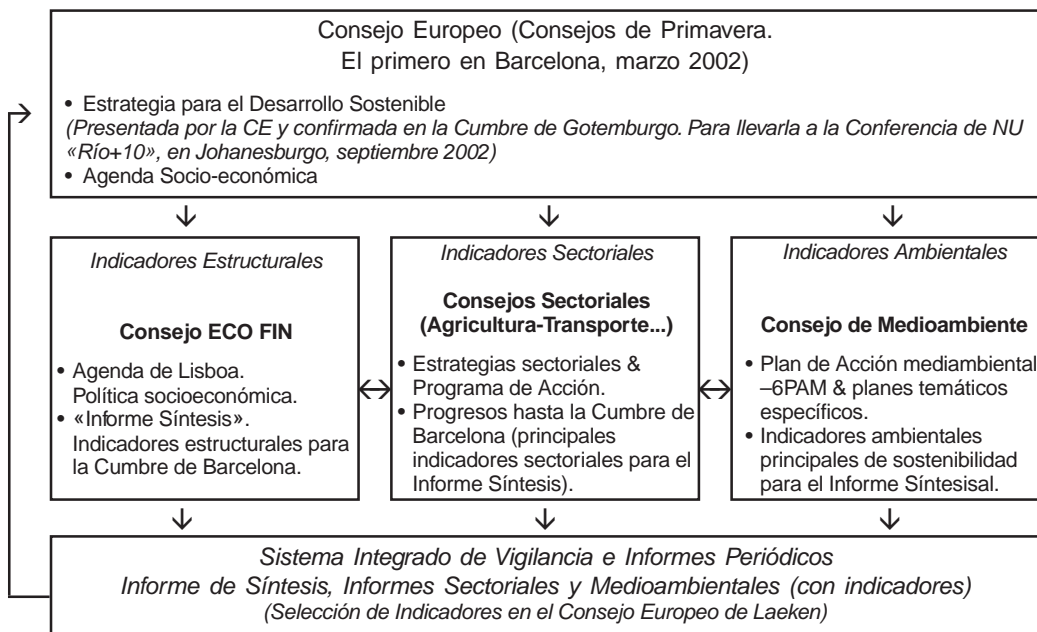 Consejo Europeo (Consejos de Primavera.
El primero en Barcelona, marzo 2002)
• Estrategia para el Desarrollo Sostenible
(Presentada por la CE y confirmada en la Cumbre de Gotemburgo. Para llevarla a la Conferencia de NU
«Río+10», en Johanesburgo, septiembre 2002)
• Agenda Socio-económica
Indicadores Estructurales
Consejo ECO FIN
• Agenda de Lisboa.
Política socioeconómica.
• «Informe Síntesis».
Indicadores estructurales para
la Cumbre de Barcelona.
Indicadores Sectoriales
Consejos Sectoriales
(Agricultura-Transporte...)
• Estrategias sectoriales &
Programa de Acción.
• Progresos hasta la Cumbre de
Barcelona (principales
indicadores sectoriales para el
Informe Síntesis).
Indicadores Ambientales
Consejo de Medioambiente
• Plan de Acción mediambiental
–6PAM & planes temáticos
específicos.
• Indicadores ambientales
principales de sostenibilidad
para el Informe Síntesisal.
Sistema Integrado de Vigilancia e Informes Periódicos
Informe de Síntesis, Informes Sectoriales y Medioambientales (con indicadores)
(Selección de Indicadores en el Consejo Europeo de Laeken)